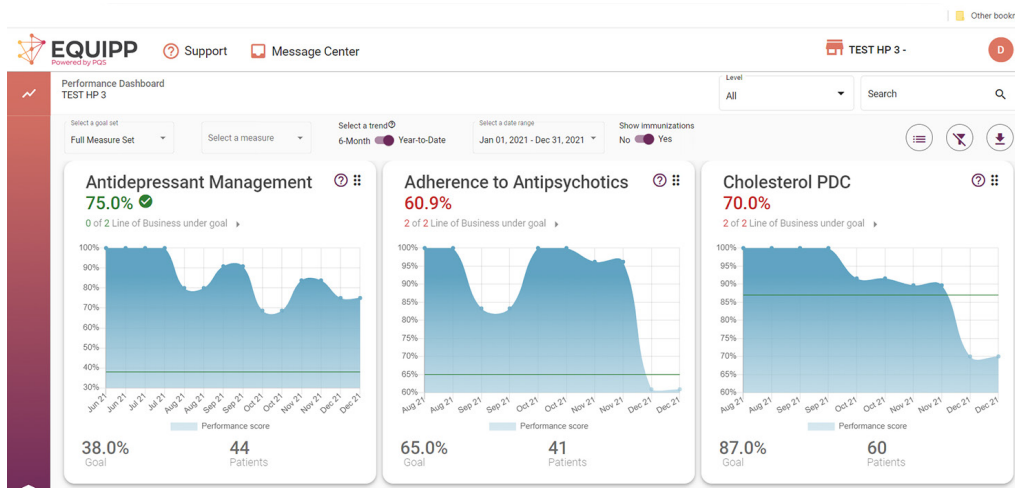 Other bookr
EQUIPP
Powered by PQS
Support
Message Center
TEST HP 3 -
D
Performance Dashboard
TEST HP 3
Level
All
Search
Select a goal set
Full Measure Set
Select a measure
Select a trend
6-Month Year-to-Date
Select a date range
Jan 01, 2021 - Dec 31, 2021
Show immunizations
No Yes
Antidepressant Management
75.0%
0 of 2 Line of Business under goal
100%
90%
80%
70%
60%
50%
40%
30%
Jun 21 Jun 21 Jul 21 Jul 21 Aug 21 Aug 21 Sep 21 Sep 21 Oct 21 Oct 21 Nov 21 Nov 21 Dec 21 Dec 21
Performance score
38.0% 44
Goal Patients
Adherence to Antipsychotics
60.9%
2 of 2 Line of Business under goal
100%
95%
90%
85%
80%
75%
70%
65%
60%
Aug 21 Aug 21 Sep 21 Sep 21 Oct 21 Oct 21 Nov 21 Nov 21 Dec 21 Dec 21
Performance score
65.0% 41
Goal Patients
Cholesterol PDC
70.0%
2 of 2 Line of Business under goal
100%
95%
90%
85%
80%
75%
70%
65%
60%
Aug 21 Aug 21 Sep 21 Sep 21 Oct 21 Oct 21 Nov 21 Nov 21 Dec 21 Dec 21
Performance score
87.0% 60
Goal Patients